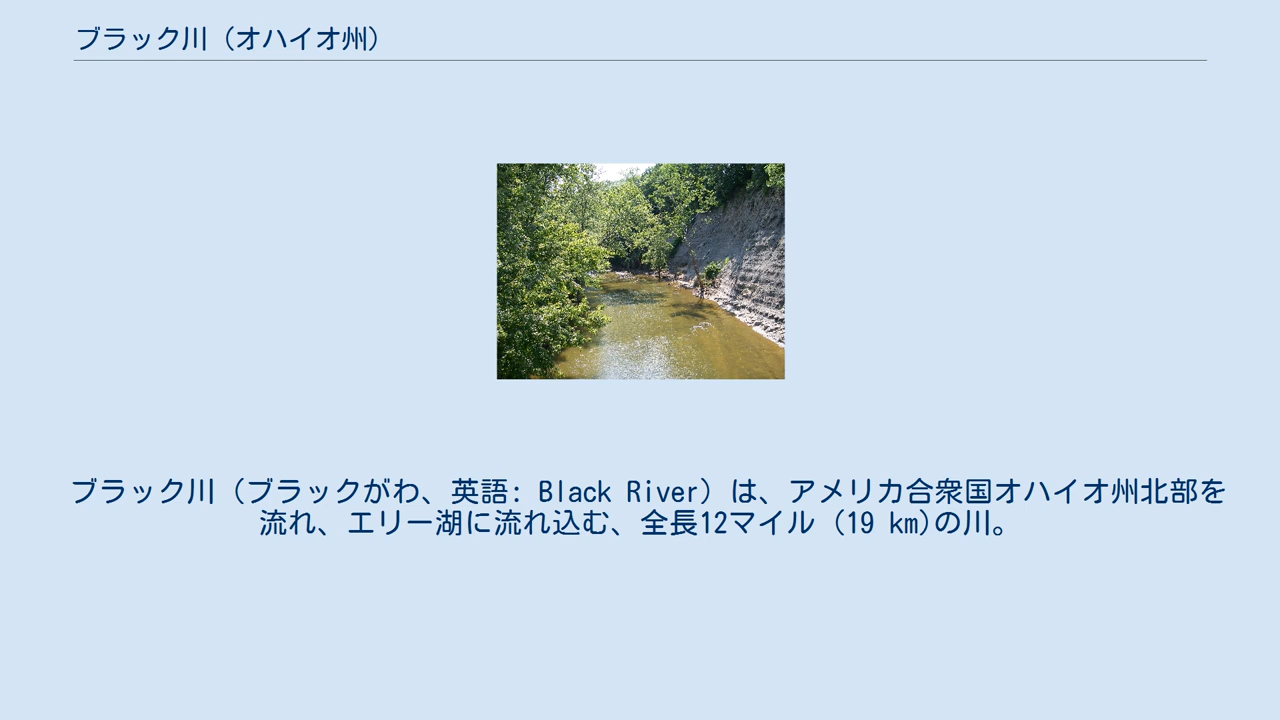 ブラック川（オハイオ州）
ブラック川（ブラックがわ、英語: Black River）は、アメリカ合衆国オハイオ州北部を
流れ、エリー湖に流れ込む、全長12マイル (19 km)の川。